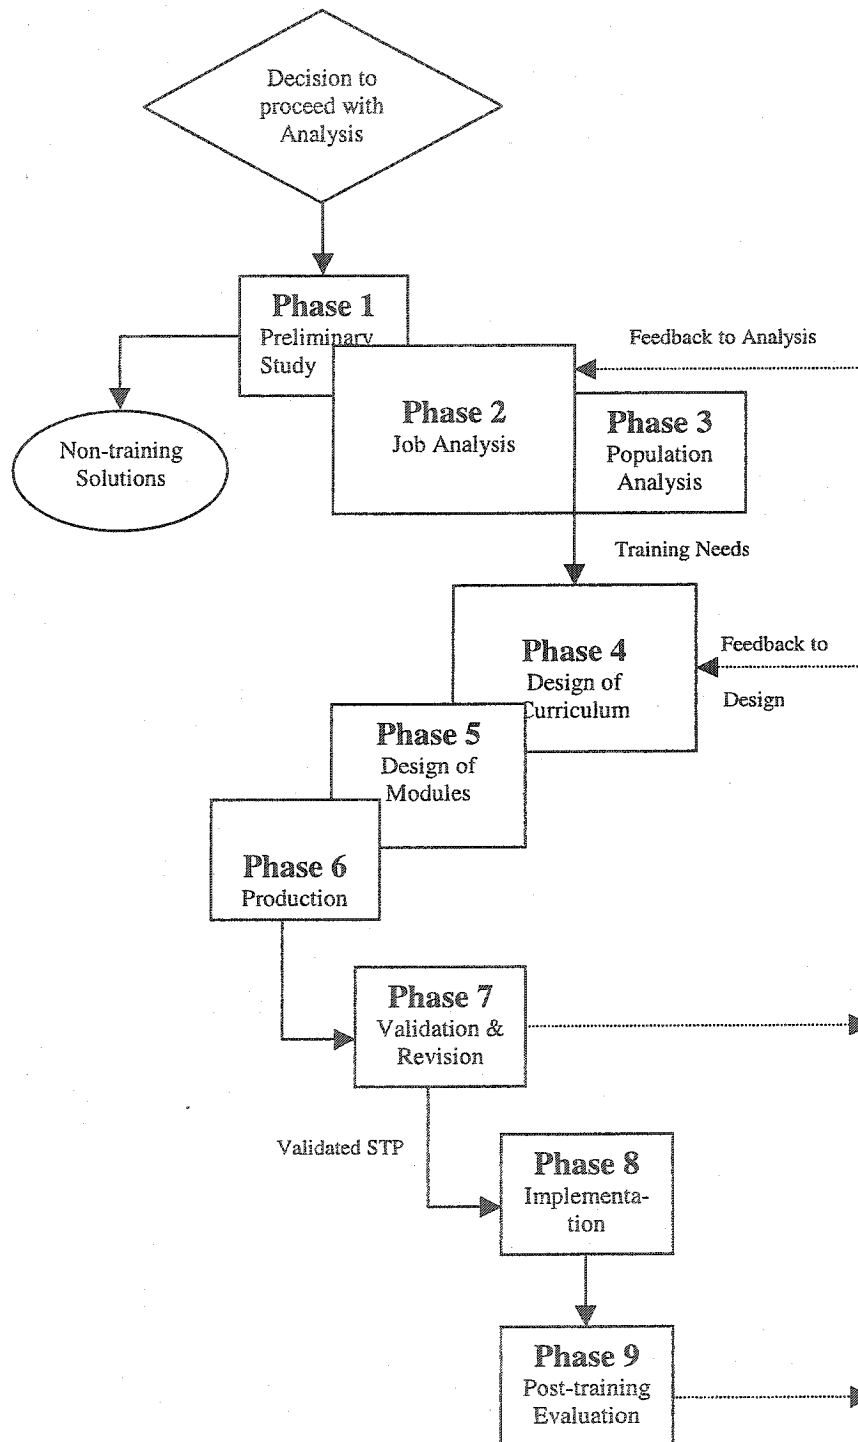 Decision to
proceed with
Analysis
Phase 1
Preliminary
Study
Feedback to Analysis
Phase 2
Job Analysis
Phase 3
Population
Analysis
Non-training
Solutions
Training Needs
Phase 4
Design of
Curriculum
Feedback to
Design
Phase 5
Design of
Modules
Phase 6
Production
Phase 7
Validation &
Revision
Validated STP
Phase 8
Implementa-
tion
Phase 9
Post-training
Evaluation